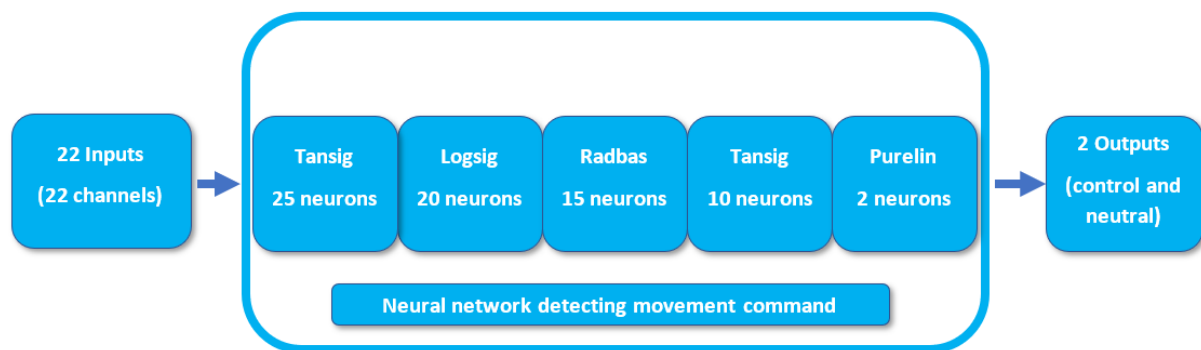 22 Inputs
(22 channels)
Tansig
25 neurons
Logsig
20 neurons
Radbas
15 neurons
Tansig
10 neurons
Purelin
2 neurons
2 Outputs
(control and
neutral)
Neural network detecting movement command